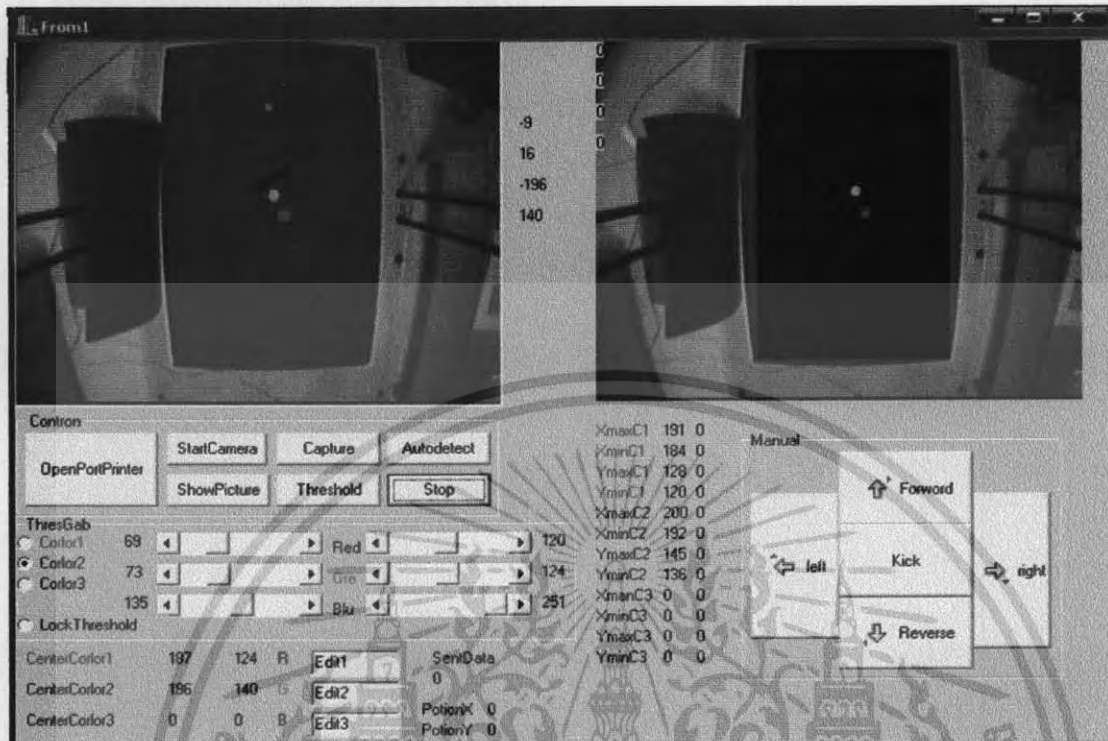 From1
0
0
0
0
-9
16
-196
140
Contron
OpenPortPrinter
StartCamera
Capture
Autodetect
ShowPicture
Threshold
Stop
ThresGab
Corlor1
Corlor2
Corlor3
LockThreshold
69
Red
120
73
Gre
124
135
Blu
251
CenterCorlor1 187 124 R Edit1
CenterCorlor2 196 140 G Edit2
CenterCorlor3 0 0 B Edit3
SentData
0
PotionX 0
PotionY 0
XmaxC1 191 0
XminC1 184 0
YmaxC1 128 0
YminC1 120 0
XmaxC2 200 0
XminC2 192 0
YmaxC2 145 0
YminC2 136 0
XmanC3 0 0
XminC3 0 0
YmaxC3 0 0
YminC3 0 0
Manual
Forword
left
Kick
right
Reverse